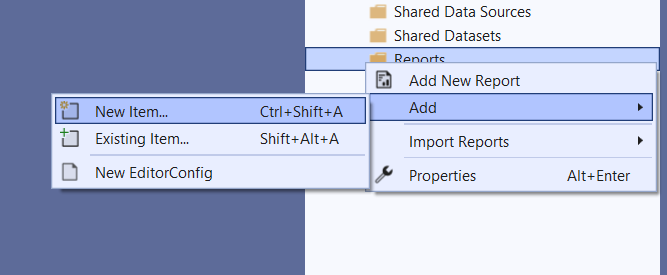 Shared Data Sources
Shared Datasets
Reports
Add New Report
New Item... Ctrl+Shift+A
Add
Existing Item... Shift+Alt+A
Import Reports
New EditorConfig
Properties Alt+Enter